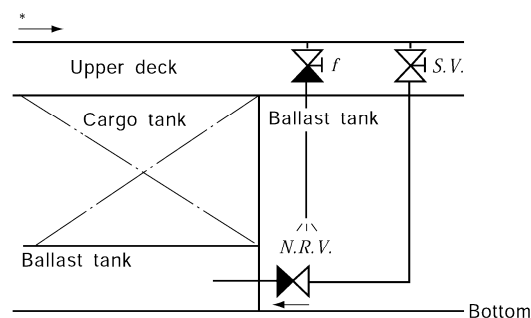 *
Upper deck
f
S.V.
Cargo tank
Ballast tank
N.R.V.
Ballast tank
Bottom